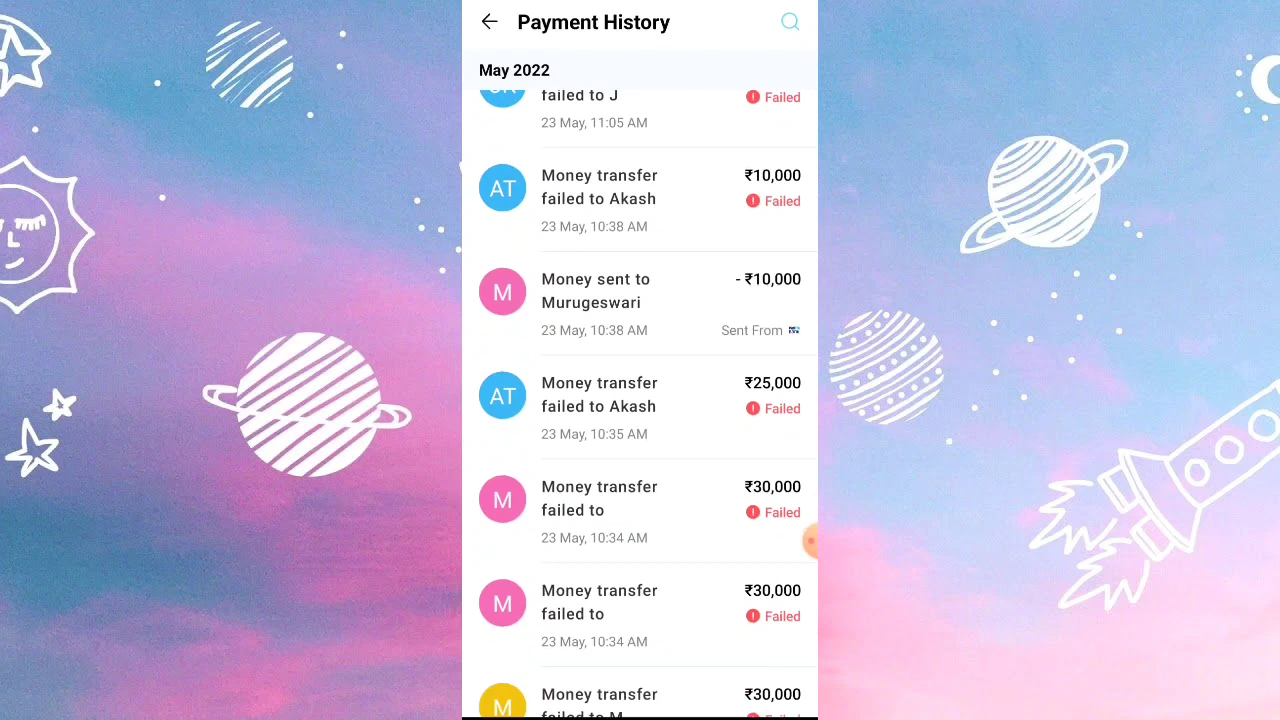 Payment History
May 2022
failed to J
Failed
23 May, 11:05 AM
AT
Money transfer
₹10,000
failed to Akash
Failed
23 May, 10:38 AM
M
Money sent to
- ₹10,000
Murugeswari
23 May, 10:38 AM
Sent From
AT
Money transfer
₹25,000
failed to Akash
Failed
23 May, 10:35 AM
M
Money transfer
₹30,000
failed to
Failed
23 May, 10:34 AM
M
Money transfer
₹30,000
failed to
Failed
23 May, 10:34 AM
M
Money transfer
₹30,000
failed to M
Failed